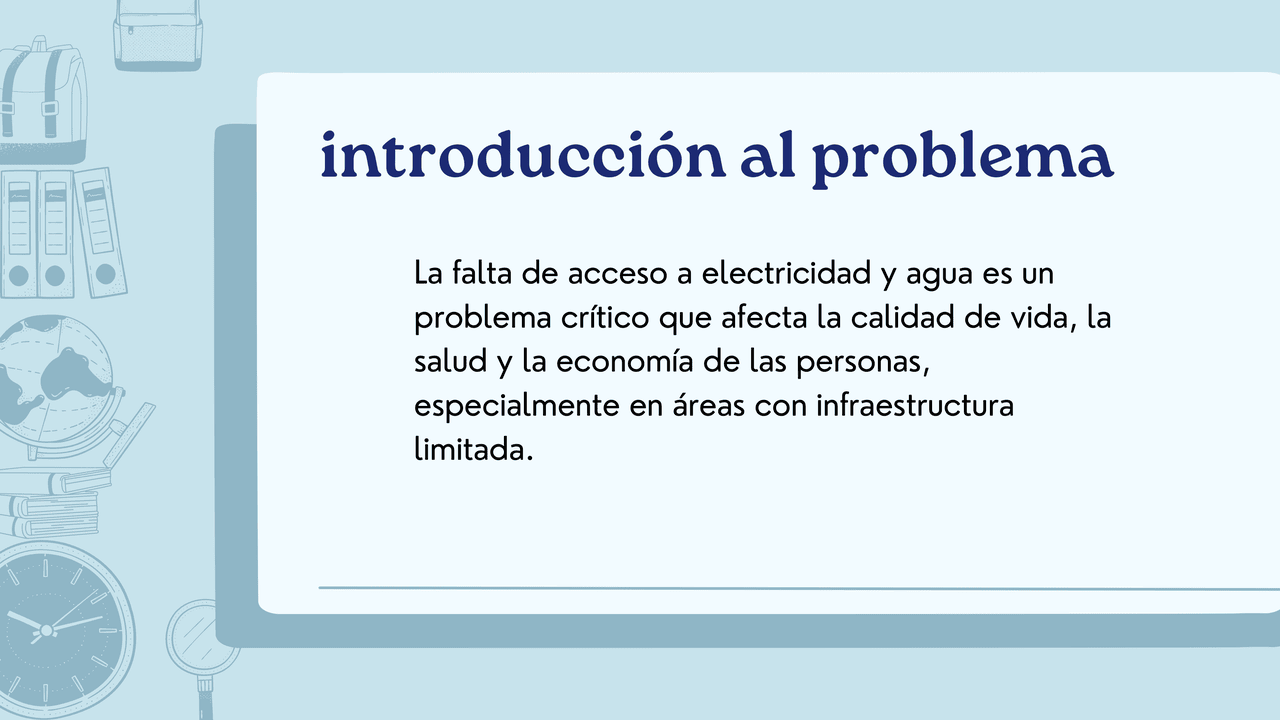 introducción al problema
La falta de acceso a electricidad y agua es un
problema crítico que afecta la calidad de vida, la
salud y la economía de las personas,
especialmente en áreas con infraestructura
limitada.